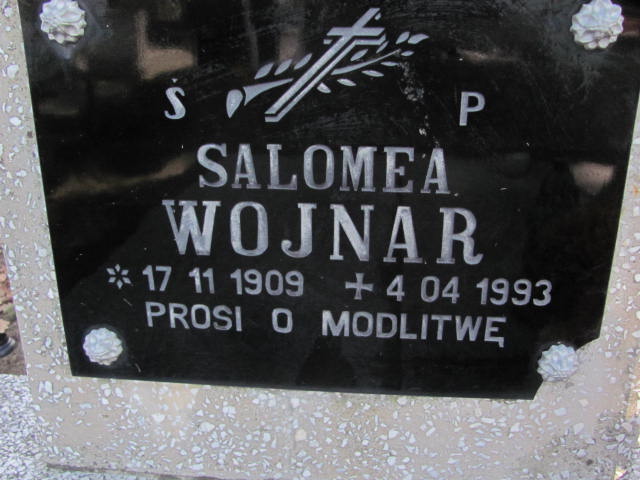 Ś P
SALOMEA
WOJNAR
* 17 11 1909 + 4 04 1993
PROSI O MODLITWĘ